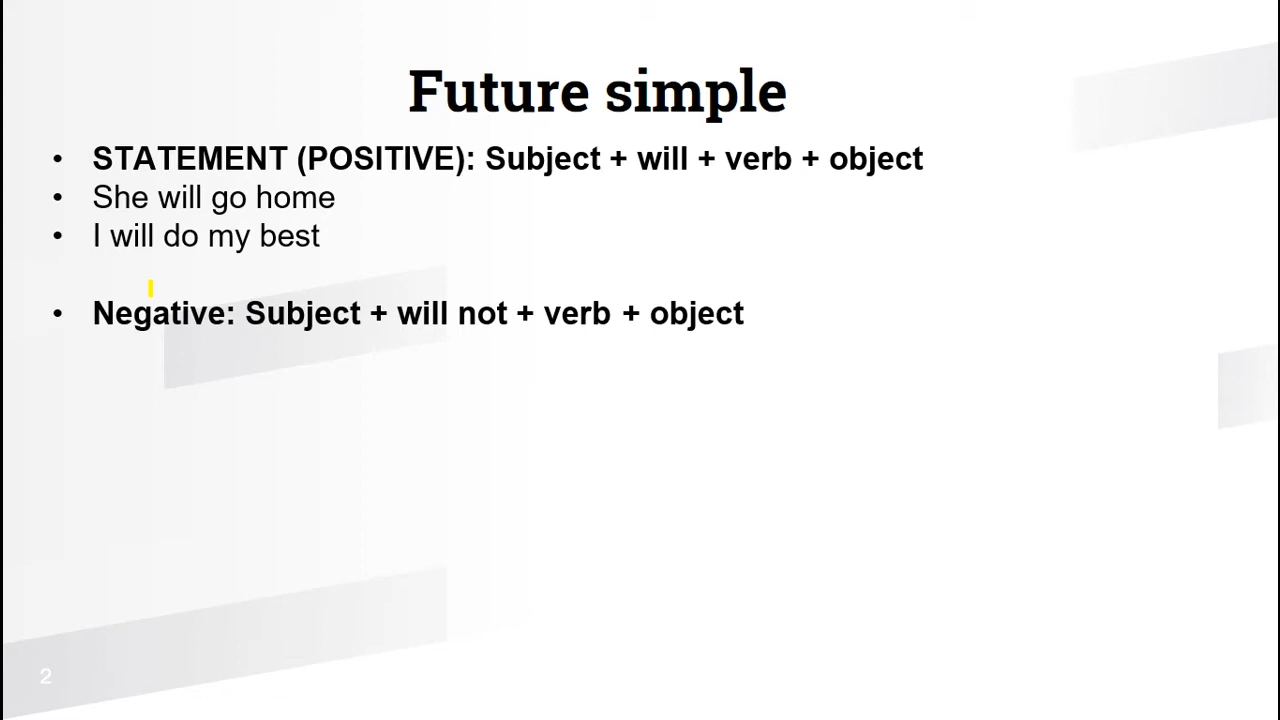 Future simple
• STATEMENT (POSITIVE): Subject + will + verb + object
• She will go home
• I will do my best
• Negative: Subject + will not + verb + object
2